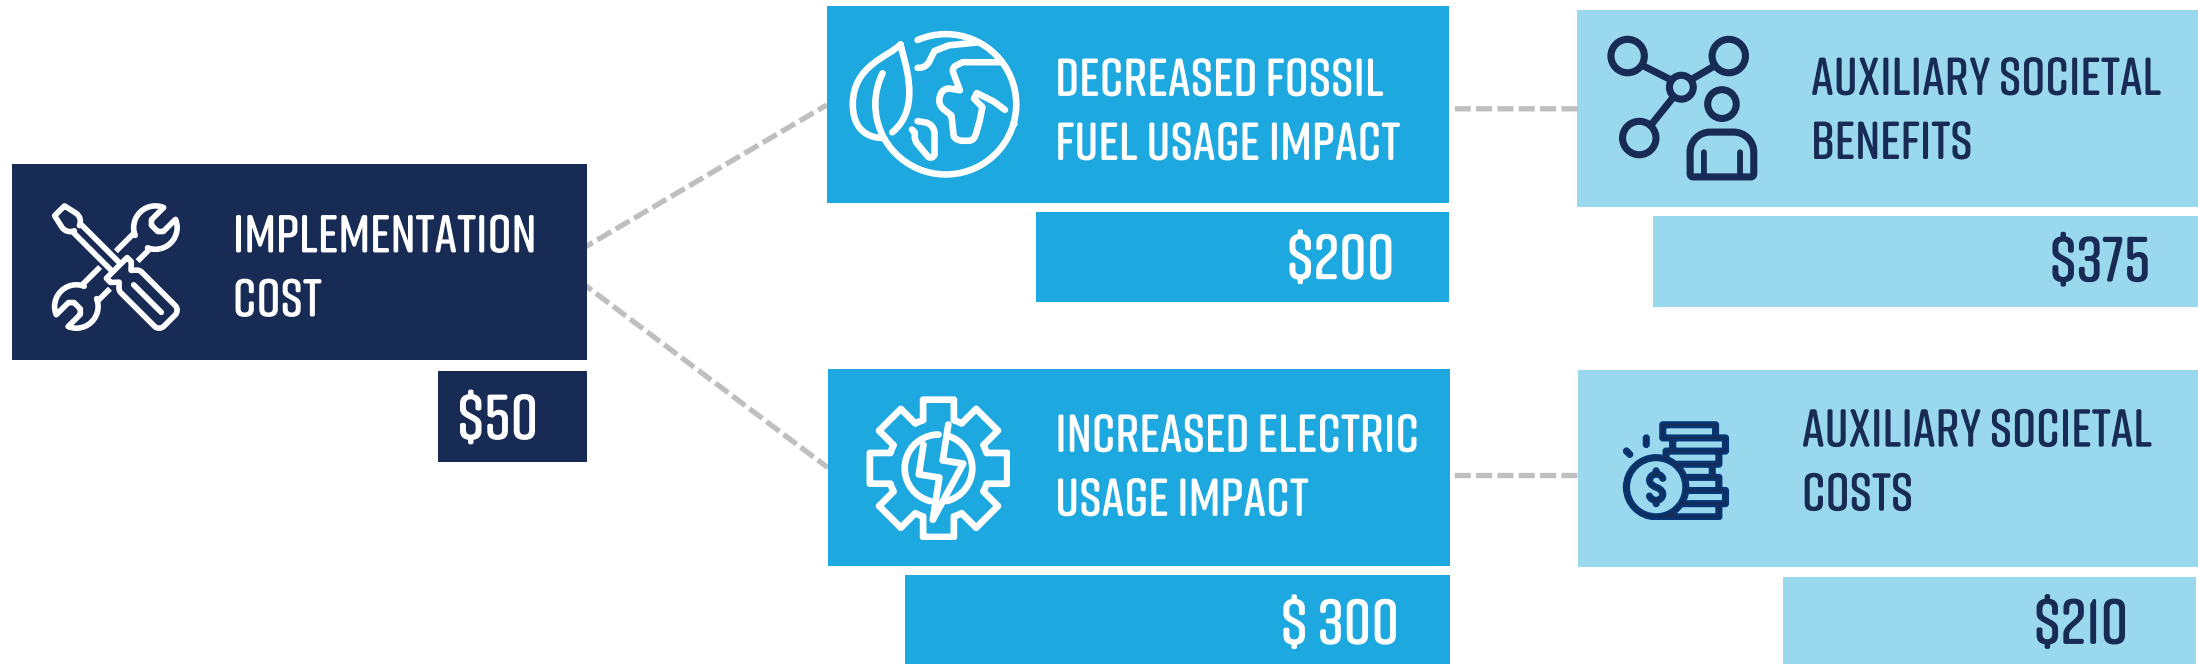 IMPLEMENTATION
COST
$50
DECREASED FOSSIL
FUEL USAGE IMPACT
$200
AUXILIARY SOCIETAL
BENEFITS
$375
INCREASED ELECTRIC
USAGE IMPACT
$ 300
AUXILIARY SOCIETAL
COSTS
$
$210